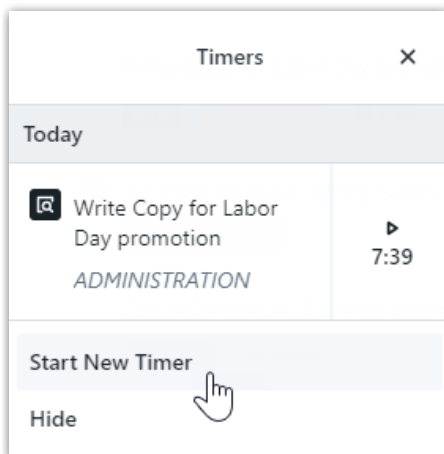 Timers
Today
Write Copy for Labor
Day promotion
ADMINISTRATION
7:39
Start New Timer
Hide